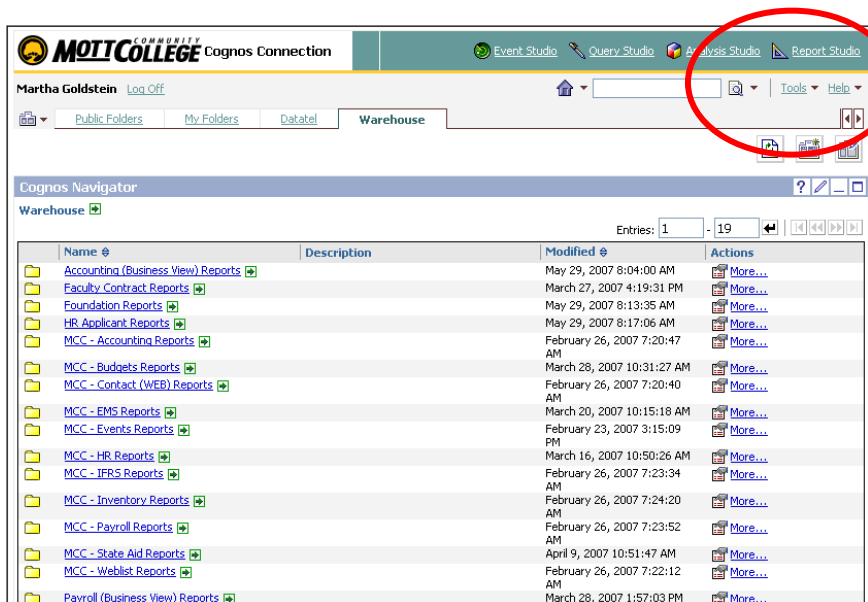 COMMUNITY
MOTT COLLEGE Cognos Connection
Event Studio Query Studio Analysis Studio Report Studio
Martha Goldstein Log Off
Tools Help
Public Folders My Folders Datatel Warehouse
Cognos Navigator
?
Warehouse
Entries: 1 - 19
Name Description Modified Actions
Accounting (Business View) Reports May 29, 2007 8:04:00 AM More...
Faculty Contract Reports March 27, 2007 4:19:31 PM More...
Foundation Reports May 29, 2007 8:13:35 AM More...
HR Applicant Reports May 29, 2007 8:17:06 AM More...
MCC - Accounting Reports February 26, 2007 7:20:47 More...
AM
MCC - Budgets Reports March 28, 2007 10:31:27 AM More...
MCC - Contact (WEB) Reports February 26, 2007 7:20:40 More...
AM
MCC - EMS Reports March 20, 2007 10:15:18 AM More...
MCC - Events Reports February 23, 2007 3:15:09 More...
PM
MCC - HR Reports March 16, 2007 10:50:26 AM More...
MCC - IFRS Reports February 26, 2007 7:23:34 More...
AM
MCC - Inventory Reports February 26, 2007 7:24:20 More...
AM
MCC - Payroll Reports February 26, 2007 7:23:52 More...
AM
MCC - State Aid Reports April 9, 2007 10:51:47 AM More...
MCC - Weblist Reports February 26, 2007 7:22:12 More...
AM
Payroll (Business View) Reports March 28, 2007 1:57:03 PM More...